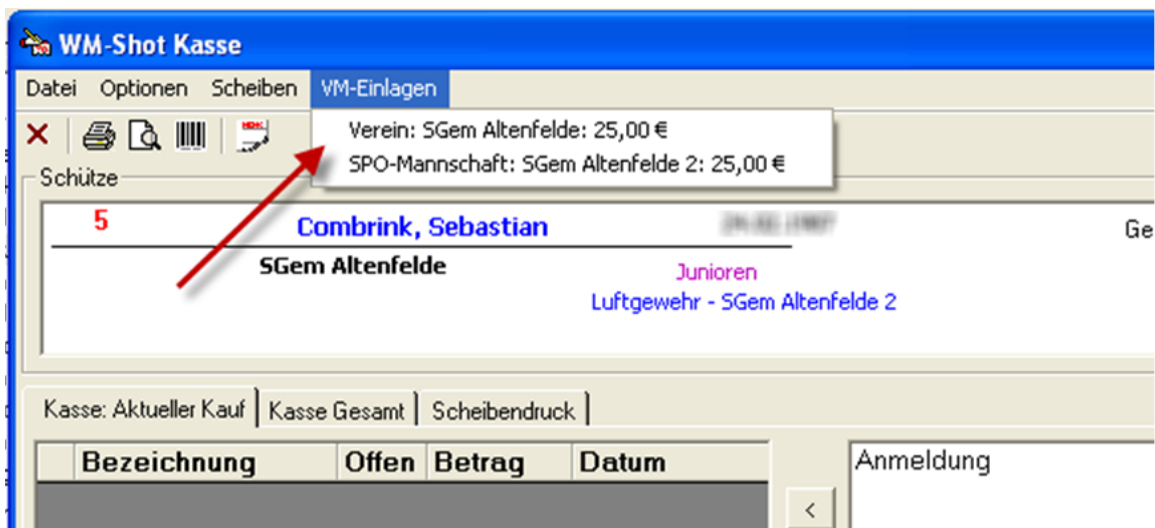 WM-Shot Kasse
Datei Optionen Scheiben VM-Einlagen
Verein: SGem Altenfelde: 25,00 €
SPO-Mannschaft: SGem Altenfelde 2: 25,00 €
Schütze
5 Combrink, Sebastian
Ge
SGem Altenfelde
Junioren
Luftgewehr - SGem Altenfelde 2
Kasse: Aktueller Kauf Kasse Gesamt Scheibendruck
Bezeichnung Offen Betrag Datum
Anmeldung
<